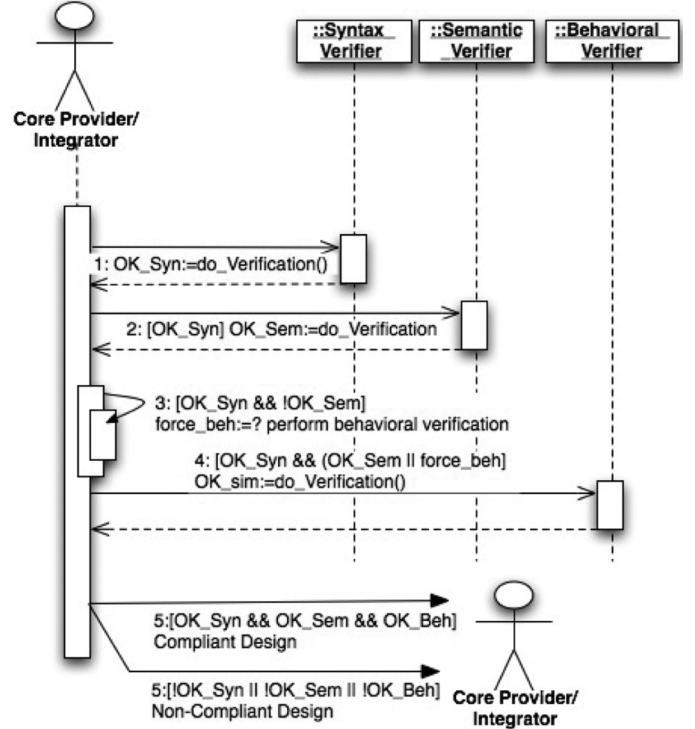 ::Syntax_
Verifier
::Semantic
_Verifier
::Behavioral_
Verifier
Core Provider/
Integrator
1: OK_Syn:=do_Verification()
2: [OK_Syn] OK_Sem:=do_Verification
3: [OK_Syn && !OK_Sem]
force_beh:=? perform behavioral verification
4: [OK_Syn && (OK_Sem || force_beh]
OK_sim:=do_Verification()
5:[OK_Syn && OK_Sem && OK_Beh]
Compliant Design
5:[!OK_Syn || !OK_Sem || !OK_Beh]
Non-Compliant Design
Core Provider/
Integrator